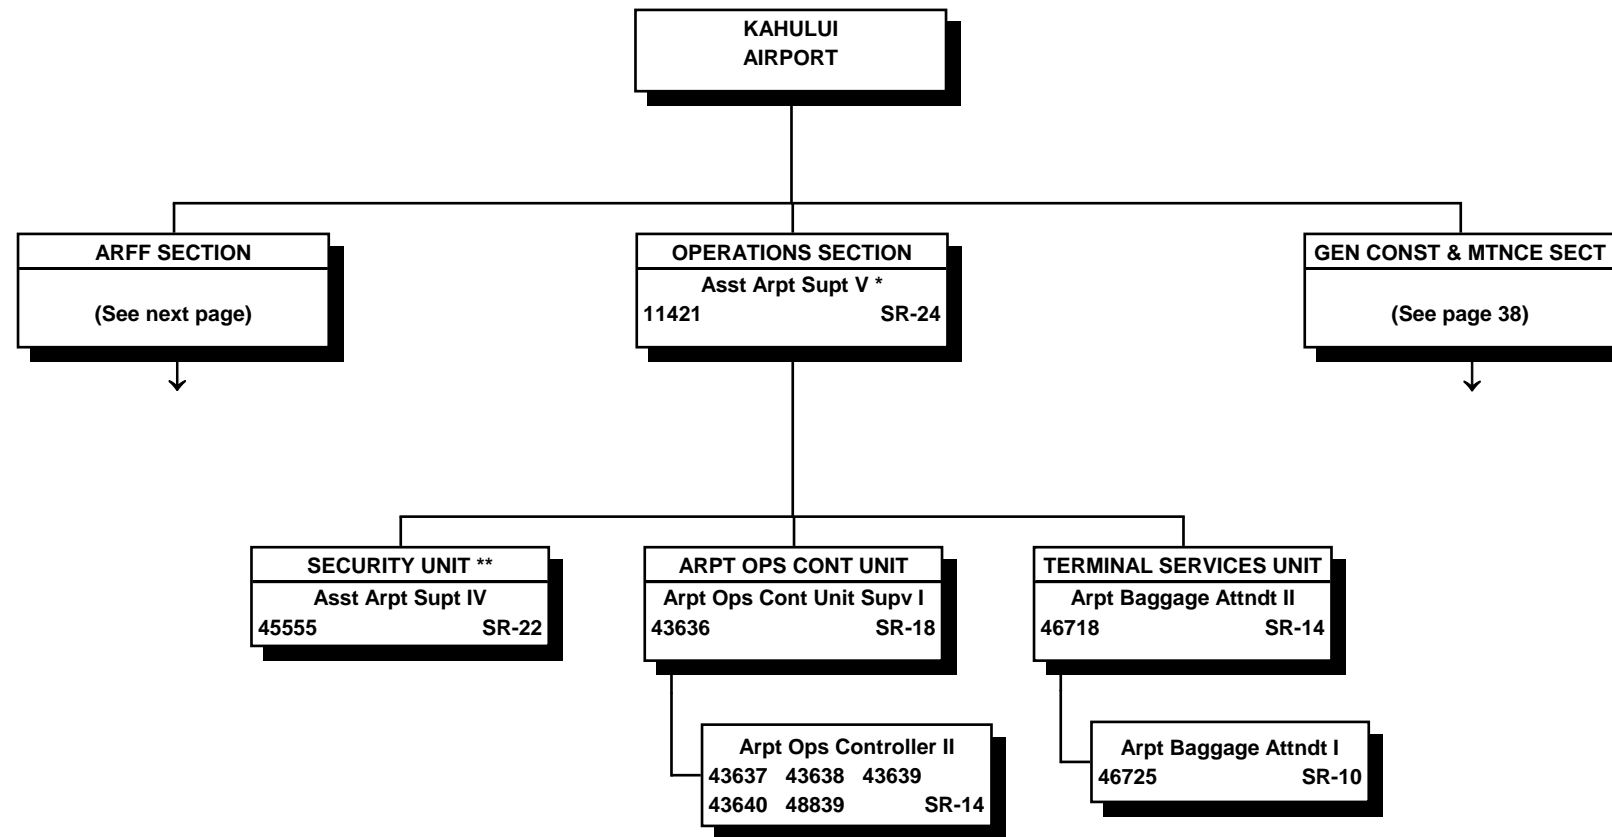 KAHULUI
AIRPORT
ARFF SECTION
(See next page)
OPERATIONS SECTION
Asst Arpt Supt V *
11421 SR-24
GEN CONST & MTNCE SECT
(See page 38)
SECURITY UNIT **
Asst Arpt Supt IV
45555 SR-22
ARPT OPS CONT UNIT
Arpt Ops Cont Unit Supv I
43636 SR-18
TERMINAL SERVICES UNIT
Arpt Baggage Attndt II
46718 SR-14
Arpt Ops Controller II
43637 43638 43639
43640 48839 SR-14
Arpt Baggage Attndt I
46725 SR-10